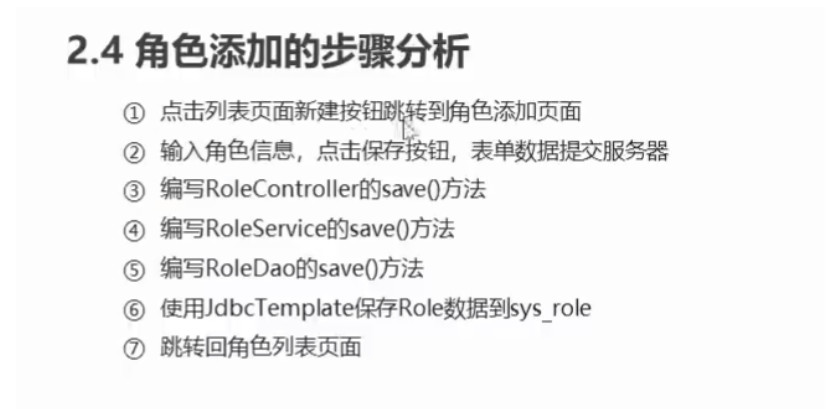 2.4 角色添加的步骤分析
① 点击列表页面新建按钮跳转到角色添加页面
② 输入角色信息，点击保存按钮，表单数据提交服务器
③ 编写RoleController的save()方法
④ 编写RoleService的save()方法
⑤ 编写RoleDao的save()方法
⑥ 使用JdbcTemplate保存Role数据到sys_role
⑦ 跳转回角色列表页面